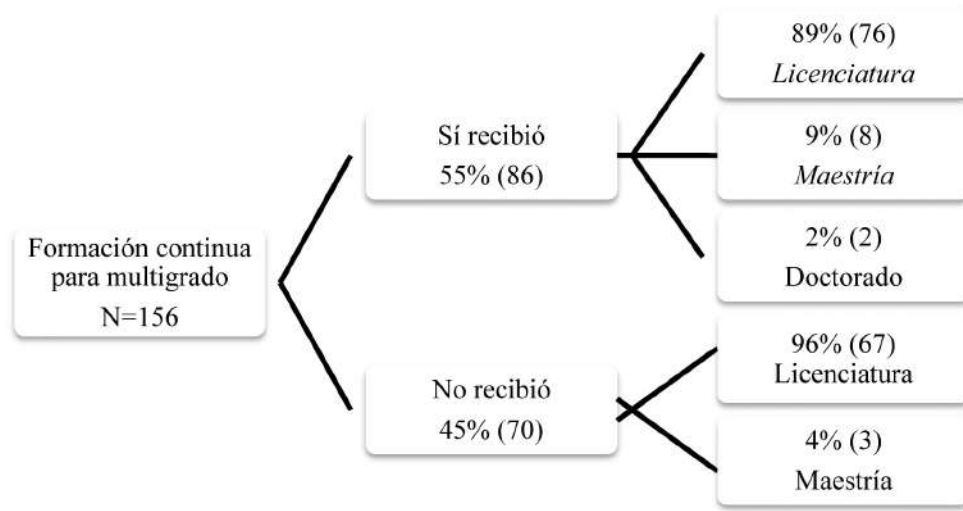 Formación continua
para multigrado
N=156
Sí recibió
55% (86)
89% (76)
Licenciatura
9% (8)
Maestría
2% (2)
Doctorado
No recibió
45% (70)
96% (67)
Licenciatura
4% (3)
Maestría